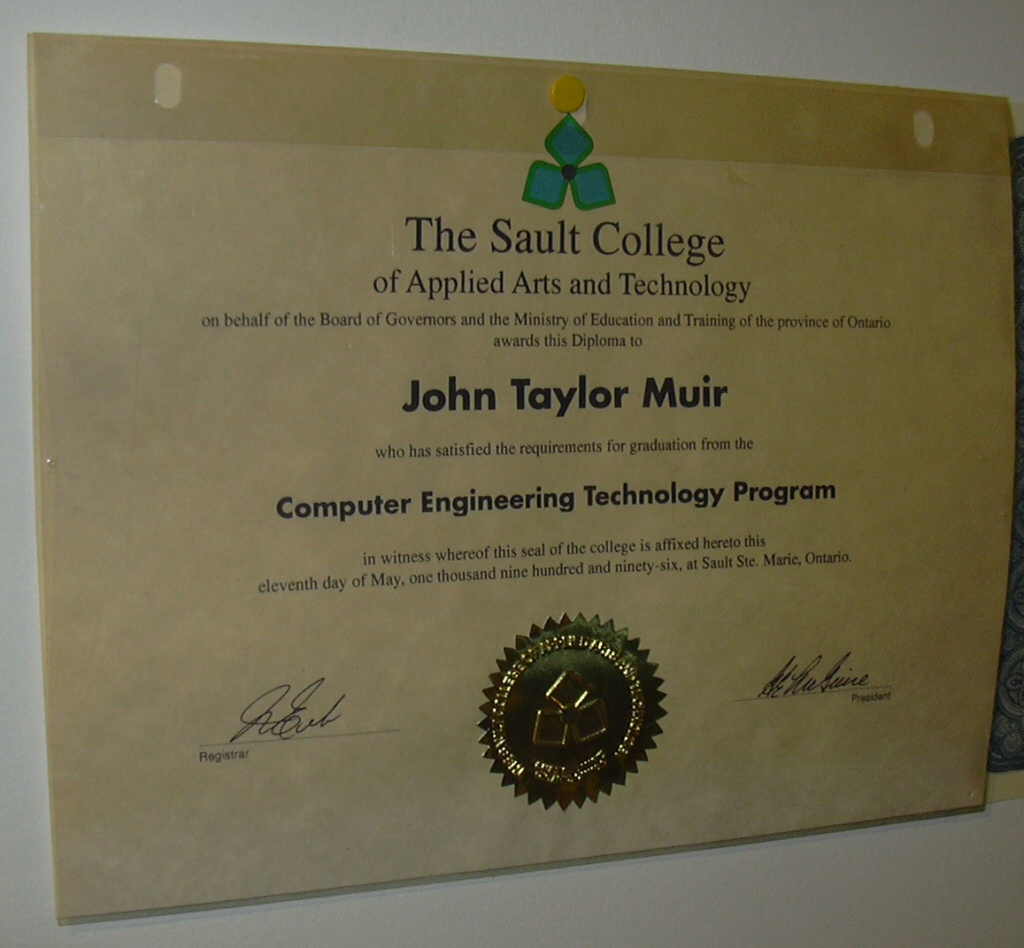 The Sault College
of Applied Arts and Technology
on behalf of the Board of Governors and the Ministry of Education and Training of the province of Ontario
awards this Diploma to
John Taylor Muir
who has satisfied the requirements for graduation from the
Computer Engineering Technology Program
in witness whereof this seal of the college is affixed hereto this
eleventh day of May, one thousand nine hundred and ninety-six, at Sault Ste. Marie, Ontario.
Registrar
President